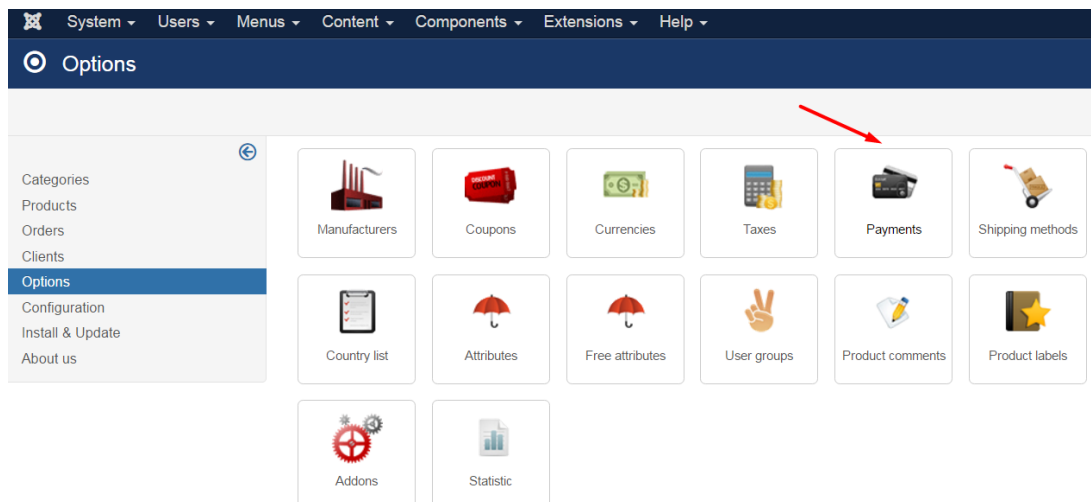 System Users Menus Content Components Extensions Help
Options
Categories
Products
Orders
Clients
Options
Configuration
Install & Update
About us
Manufacturers
DISCOUNT
COUPON
Coupons
Currencies
Taxes
Payments
Shipping methods
Country list
Attributes
Free attributes
User groups
Product comments
Product labels
Addons
Statistic